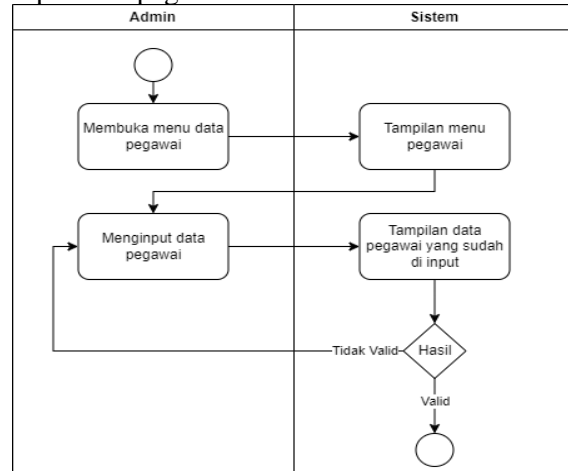 Admin
Sistem
Membuka menu data
pegawai
Tampilan menu
pegawai
Menginput data
pegawai
Tampilan data
pegawai yang sudah
di input
Tidak Valid
Hasil
Valid